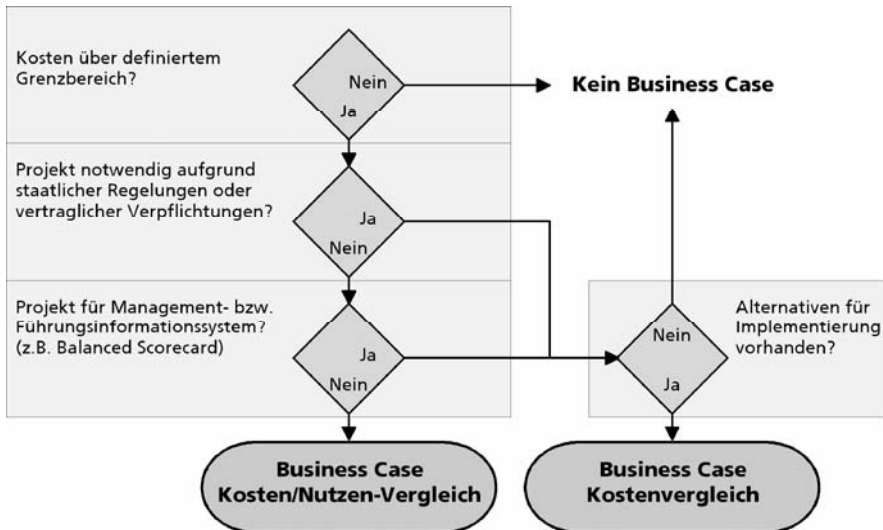 Kosten über definiertem
Grenzbereich?
Nein
Ja
Kein Business Case
Projekt notwendig aufgrund
staatlicher Regelungen oder
vertraglicher Verpflichtungen?
Ja
Nein
Projekt für Management- bzw.
Führungsinformationssystem?
(z.B. Balanced Scorecard)
Ja
Nein
Nein
Ja
Alternativen für
Implementierung
vorhanden?
Business Case
Kosten/Nutzen-Vergleich
Business Case
Kostenvergleich